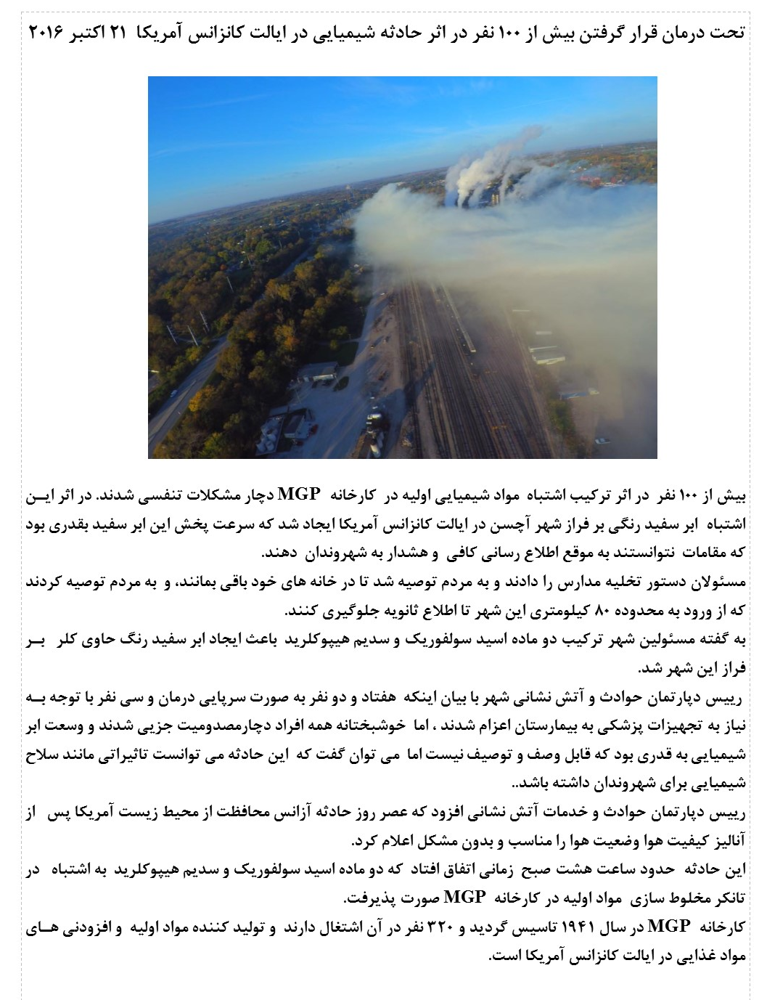 تحت درمان قرار گرفتن بیش از ۱۰۰ نفر در اثر حادثه شیمیایی در ایالت کانزانس آمریکا ۲۱ اکتبر ۲۰۱۶
بیش از ۱۰۰ نفر در اثر ترکیب اشتباه مواد شیمیایی اولیه در کارخانه MGP دچار مشکلات تنفسی شدند. در اثر ایــن
اشتباه ابر سفید رنگی بر فراز شهر آچسن در ایالت کانزانس آمریکا ایجاد شد که سرعت پخش این ابر سفید بقدری بود
که مقامات نتوانستند به موقع اطلاع رسانی کافی و هشدار به شهروندان دهند.
مسئولان دستور تخلیه مدارس را دادند و به مردم توصیه شد تا در خانه های خود باقی بمانند، و به مردم توصیه کردند
که از ورود به محدوده ۸۰ کیلومتری این شهر تا اطلاع ثانویه جلوگیری کنند.
به گفته مسئولین شهر ترکیب دو ماده اسید سولفوریک و سدیم هیپوکلرید باعث ایجاد ابر سفید رنگ حاوی کلر بــر
فراز این شهر شد.
رییس دپارتمان حوادث و آتش نشانی شهر با بیان اینکه هفتاد و دو نفر به صورت سرپایی درمان و سی نفر با توجه بــه
نیاز به تجهیزات پزشکی به بیمارستان اعزام شدند ، اما خوشبختانه همه افراد دچارمصدومیت جزیی شدند و وسعت ابر
شیمیایی به قدری بود که قابل وصف و توصیف نیست اما می توان گفت که این حادثه می توانست تاثیراتی مانند سلاح
شیمیایی برای شهروندان داشته باشد..
رییس دپارتمان حوادث و خدمات آتش نشانی افزود که عصر روز حادثه آژانس محافظت از محیط زیست آمریکا پس از
آنالیز کیفیت هوا وضعیت هوا را مناسب و بدون مشکل اعلام کرد.
این حادثه حدود ساعت هشت صبح زمانی اتفاق افتاد که دو ماده اسید سولفوریک و سدیم هیپوکلرید به اشتباه در
تانکر مخلوط سازی مواد اولیه در کارخانه MGP صورت پذیرفت.
کارخانه MGP در سال ۱۹۴۱ تاسیس گردید و ۳۲۰ نفر در آن اشتغال دارند و تولید کننده مواد اولیه و افزودنی هــای
مواد غذایی در ایالت کانزانس آمریکا است.